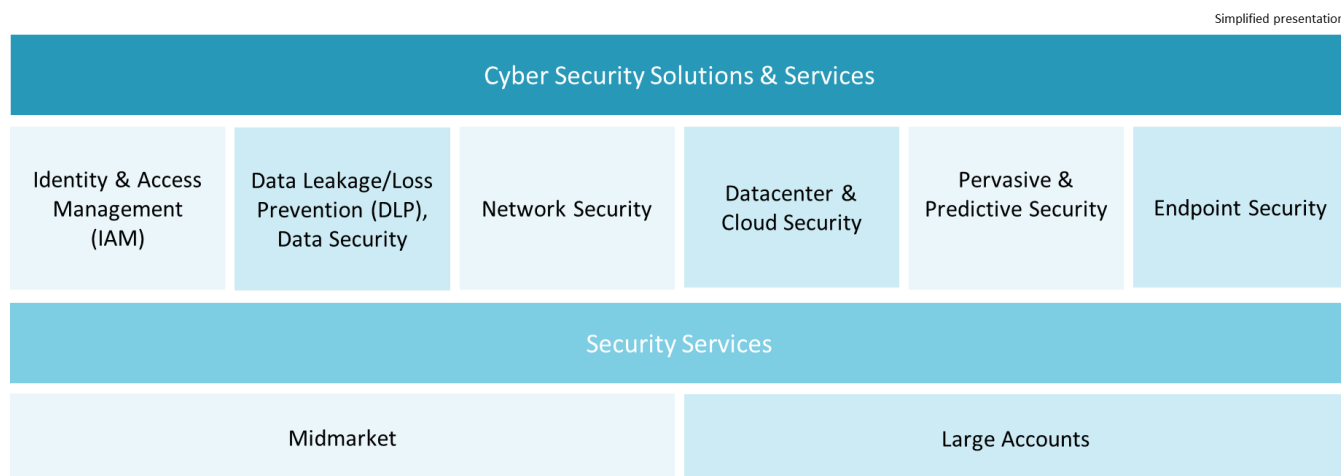 Simplified presentation
Cyber Security Solutions & Services
Identity & Access
Management
(IAM)
Data Leakage/Loss
Prevention (DLP),
Data Security
Network Security
Datacenter &
Cloud Security
Pervasive &
Predictive Security
Endpoint Security
Security Services
Midmarket
Large Accounts